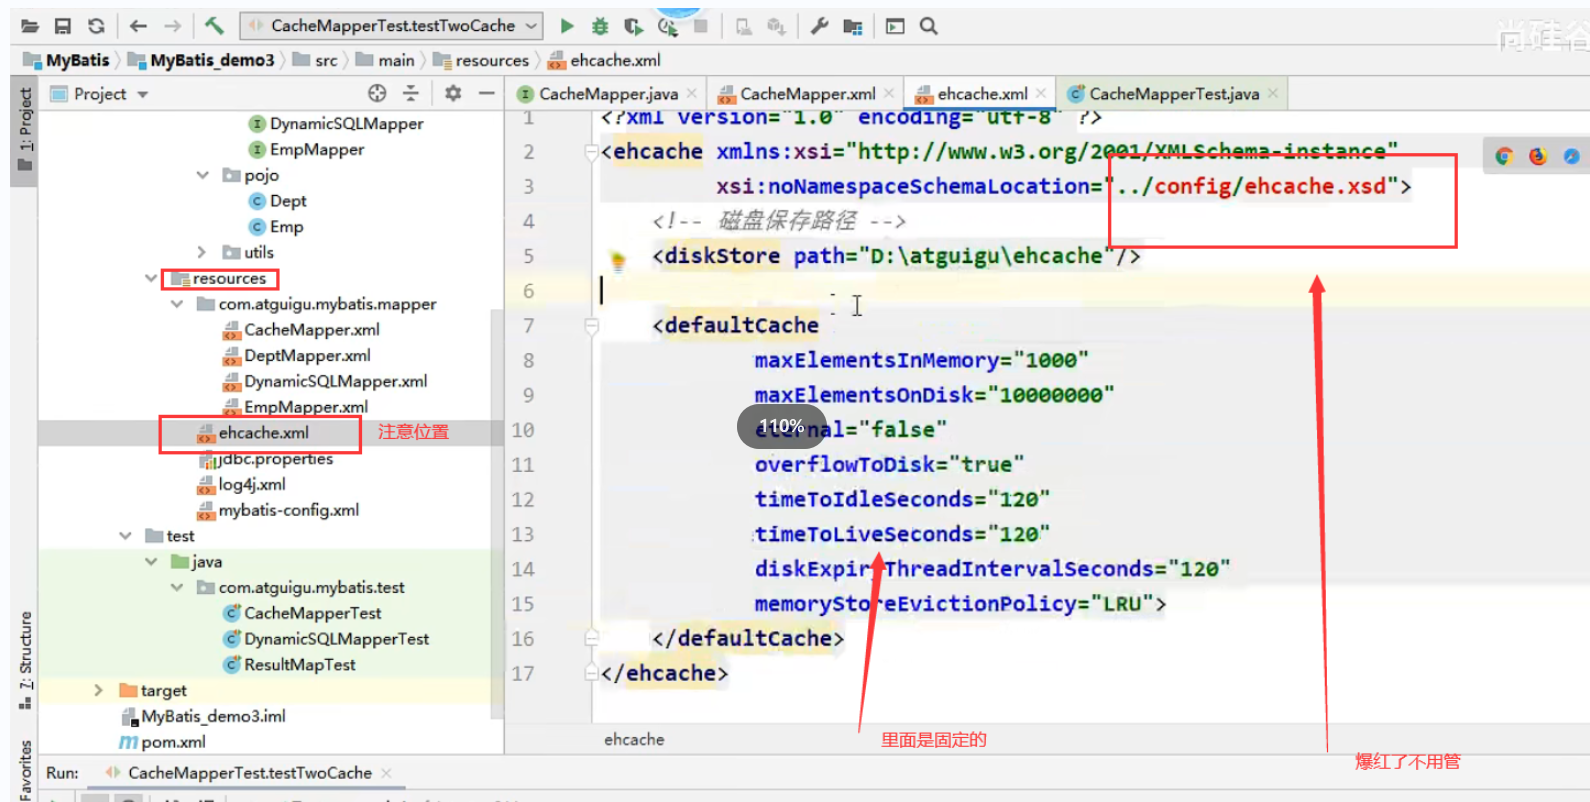 CacheMapperTest.testTwoCache
尚硅谷
MyBatis
MyBatis_demo3
src
main
resources
ehcache.xml
1: Project
Project
DynamicSQLMapper
EmpMapper
pojo
Dept
Emp
utils
resources
com.atguigu.mybatis.mapper
CacheMapper.xml
DeptMapper.xml
DynamicSQLMapper.xml
EmpMapper.xml
ehcache.xml
注意位置
jdbc.properties
log4j.xml
mybatis-config.xml
test
java
com.atguigu.mybatis.test
CacheMapperTest
DynamicSQLMapperTest
ResultMapTest
target
MyBatis_demo3.iml
pom.xml
7: Structure
Favorites
CacheMapper.java
CacheMapper.xml
ehcache.xml
CacheMapperTest.java
1 <?xml version="1.0" encoding="utf-8" ?>
2 <ehcache xmlns:xsi="http://www.w3.org/2001/XMLSchema-instance"
3 xsi:noNamespaceSchemaLocation="../config/ehcache.xsd">
4 <!-- 磁盘保存路径 -->
5 <diskStore path="D:\atguigu\ehcache"/>
6
7 <defaultCache
8 maxElementsInMemory="1000"
9 maxElementsOnDisk="10000000"
10 eternal="false"
110%
11 overflowToDisk="true"
12 timeToIdleSeconds="120"
13 timeToLiveSeconds="120"
14 diskExpiryThreadIntervalSeconds="120"
15 memoryStoreEvictionPolicy="LRU">
16 </defaultCache>
17 </ehcache>
ehcache
里面是固定的
爆红了不用管
Run:
CacheMapperTest.testTwoCache